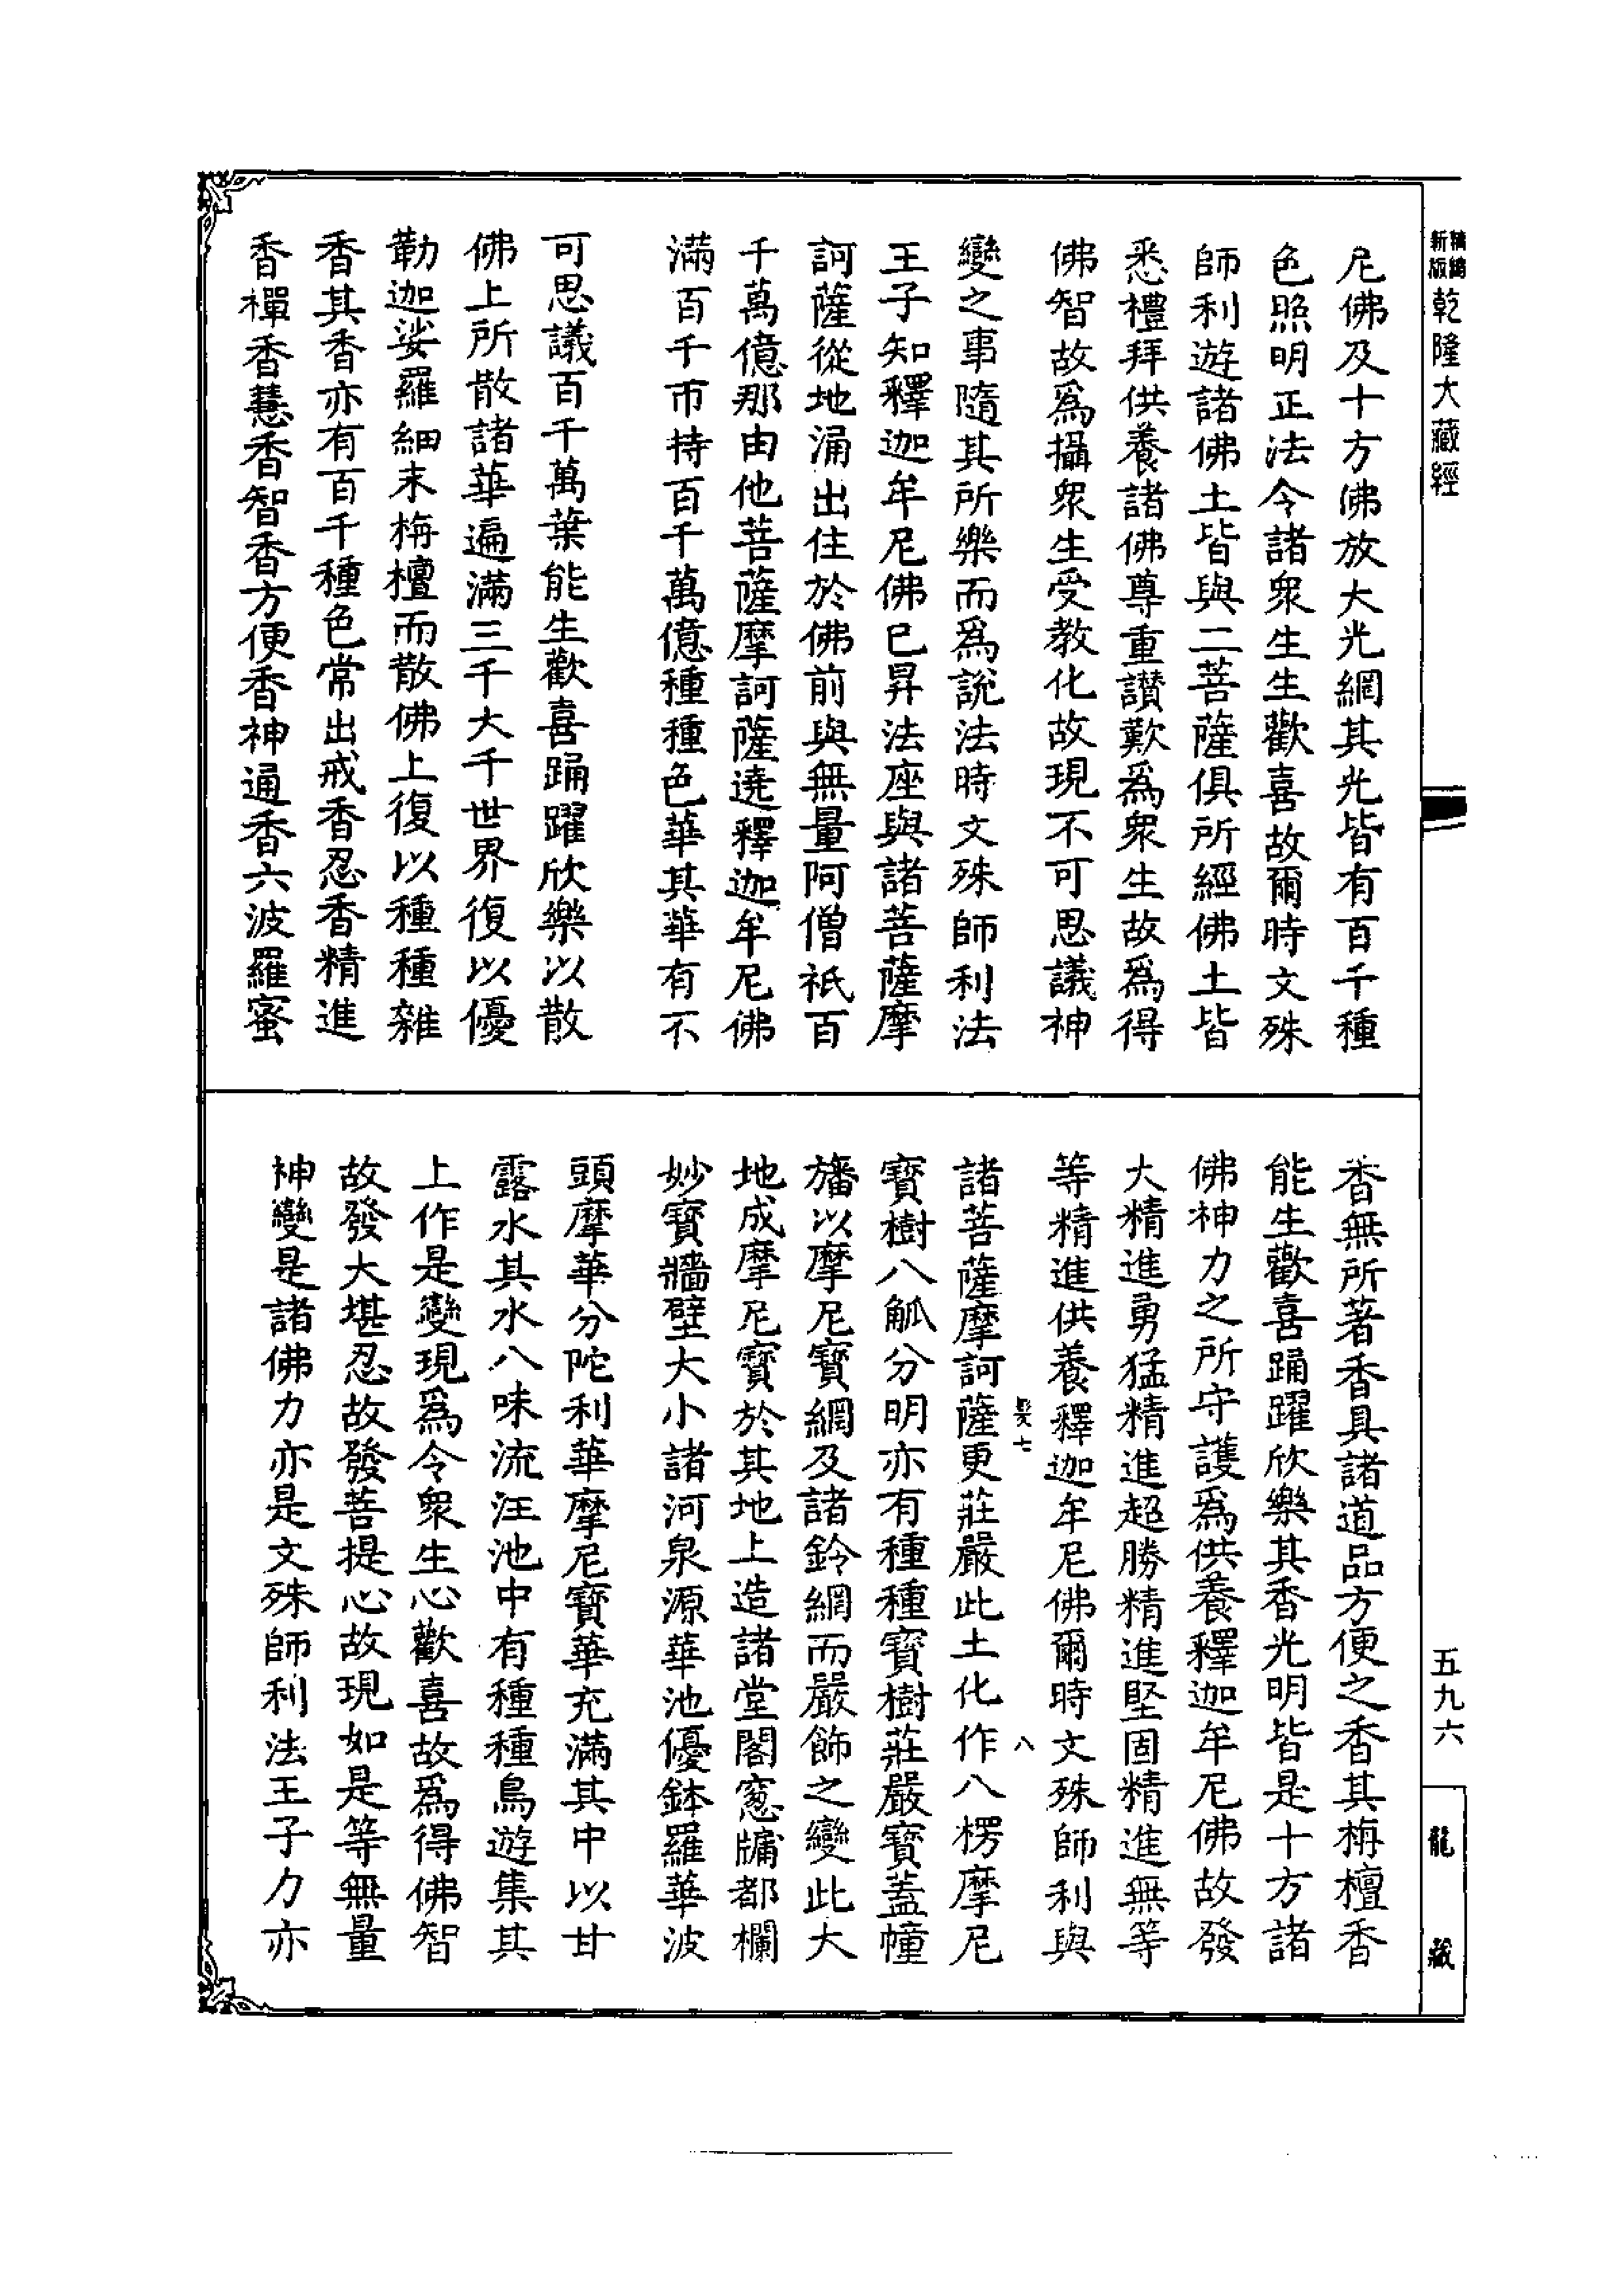 新版
精編
乾隆大藏經
五九六
龍藏
尼佛及十方佛放大光網其光皆有百千種
色照明正法令諸衆生生歡喜故爾時文殊
師利遊諸佛土皆與二菩薩俱所經佛土皆
悉禮拜供養諸佛尊重讃歎爲衆生故爲得
佛智故爲攝衆生受教化故現不可思議神
變之事隨其所樂而爲說法時文殊師利法
王子知釋迦牟尼佛已昇法座與諸菩薩摩
訶薩從地涌出住於佛前與無量阿僧祇百
千萬億那由他菩薩摩訶薩遶釋迦牟尼佛
滿百千帀持百千萬億種種色華其華有不
可思議百千萬葉能生歡喜踊躍欣樂以散
佛上所散諸華遍滿三千大千世界復以優
勒迦娑羅細末栴檀而散佛上復以種種雜
香其香亦有百千種色常出戒香忍香精進
香禪香慧香智香方便香神通香六波羅蜜
香無所著香具諸道品方便之香其栴檀香
能生歡喜踊躍欣樂其香光明皆是十方諸
佛神力之所守護爲供養釋迦牟尼佛故發
大精進勇猛精進超勝精進堅固精進無等
等精進供養釋迦牟尼佛爾時文殊師利與
七 八
諸菩薩摩訶薩更莊嚴此土化作八楞摩尼
寶樹八觚分明亦有種種寶樹莊嚴寶蓋幢
旛以摩尼寶網及諸鈴網而嚴飾之變此大
地成摩尼寶於其地上造諸堂閣窻牖都欄
妙寶牆壁大小諸河泉源華池優鉢羅華波
頭摩華分陀利華摩尼寶華充滿其中以甘
露水其水八味流汪池中有種種鳥遊集其
上作是變現爲令衆生心歡喜故爲得佛智
故發大堪忍故發菩提心故現如是等無量
神變是諸佛力亦是文殊師利法王子力亦